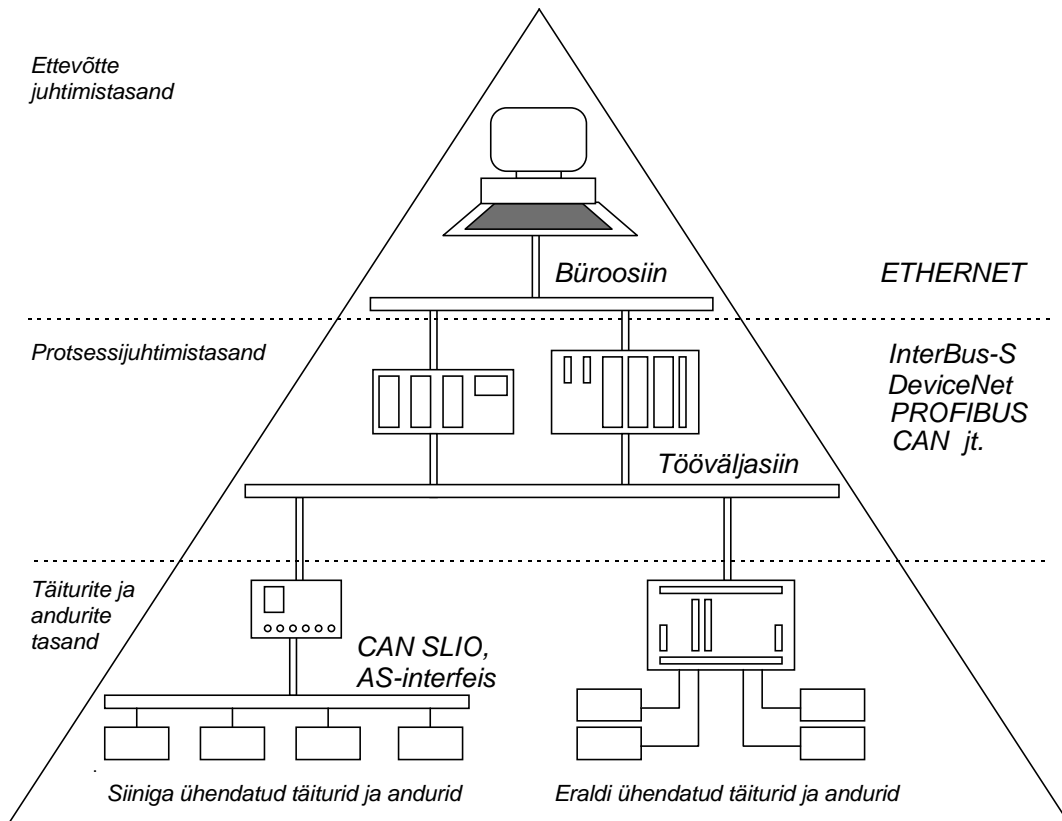 Ettevõtte
juhtimistasand
Büroosiin
ETHERNET
Protsessijuhtimistasand
InterBus-S
DeviceNet
PROFIBUS
CAN jt.
Tööväljasiin
Täiturite ja
andurite
tasand
CAN SLIO,
AS-interfeis
Siiniga ühendatud täiturid ja andurid
Eraldi ühendatud täiturid ja andurid